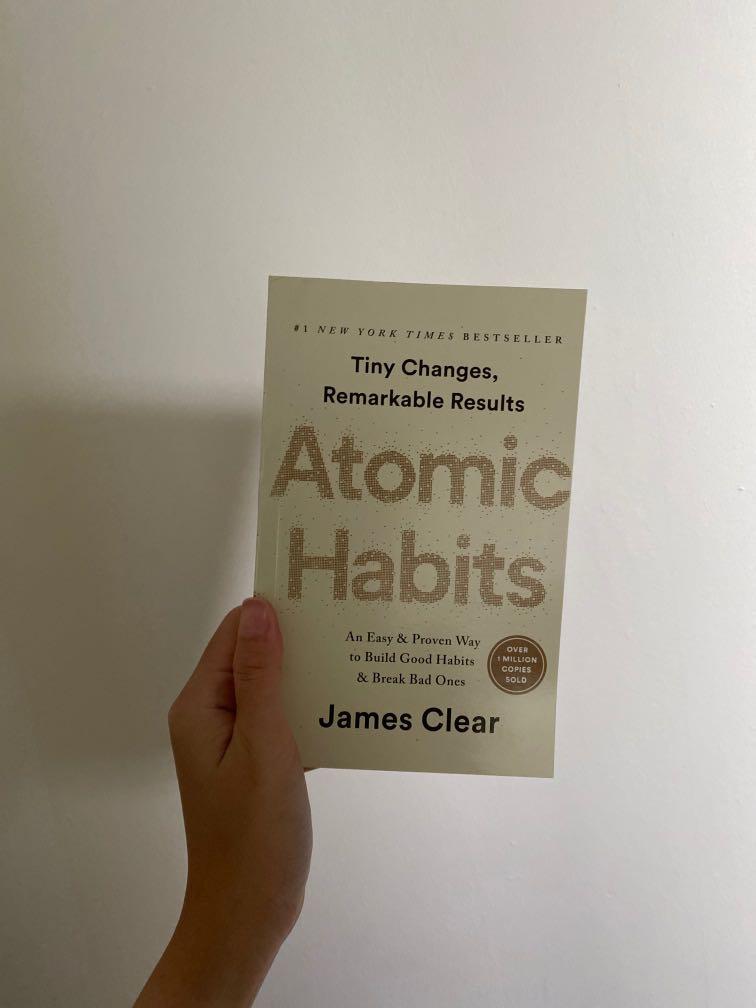 #1 NEW YORK TIMES BESTSELLER
Tiny Changes,
Remarkable Results
Atomic
Habits
An Easy & Proven Way
to Build Good Habits
& Break Bad Ones
OVER
1 MILLION
COPIES
SOLD
James Clear